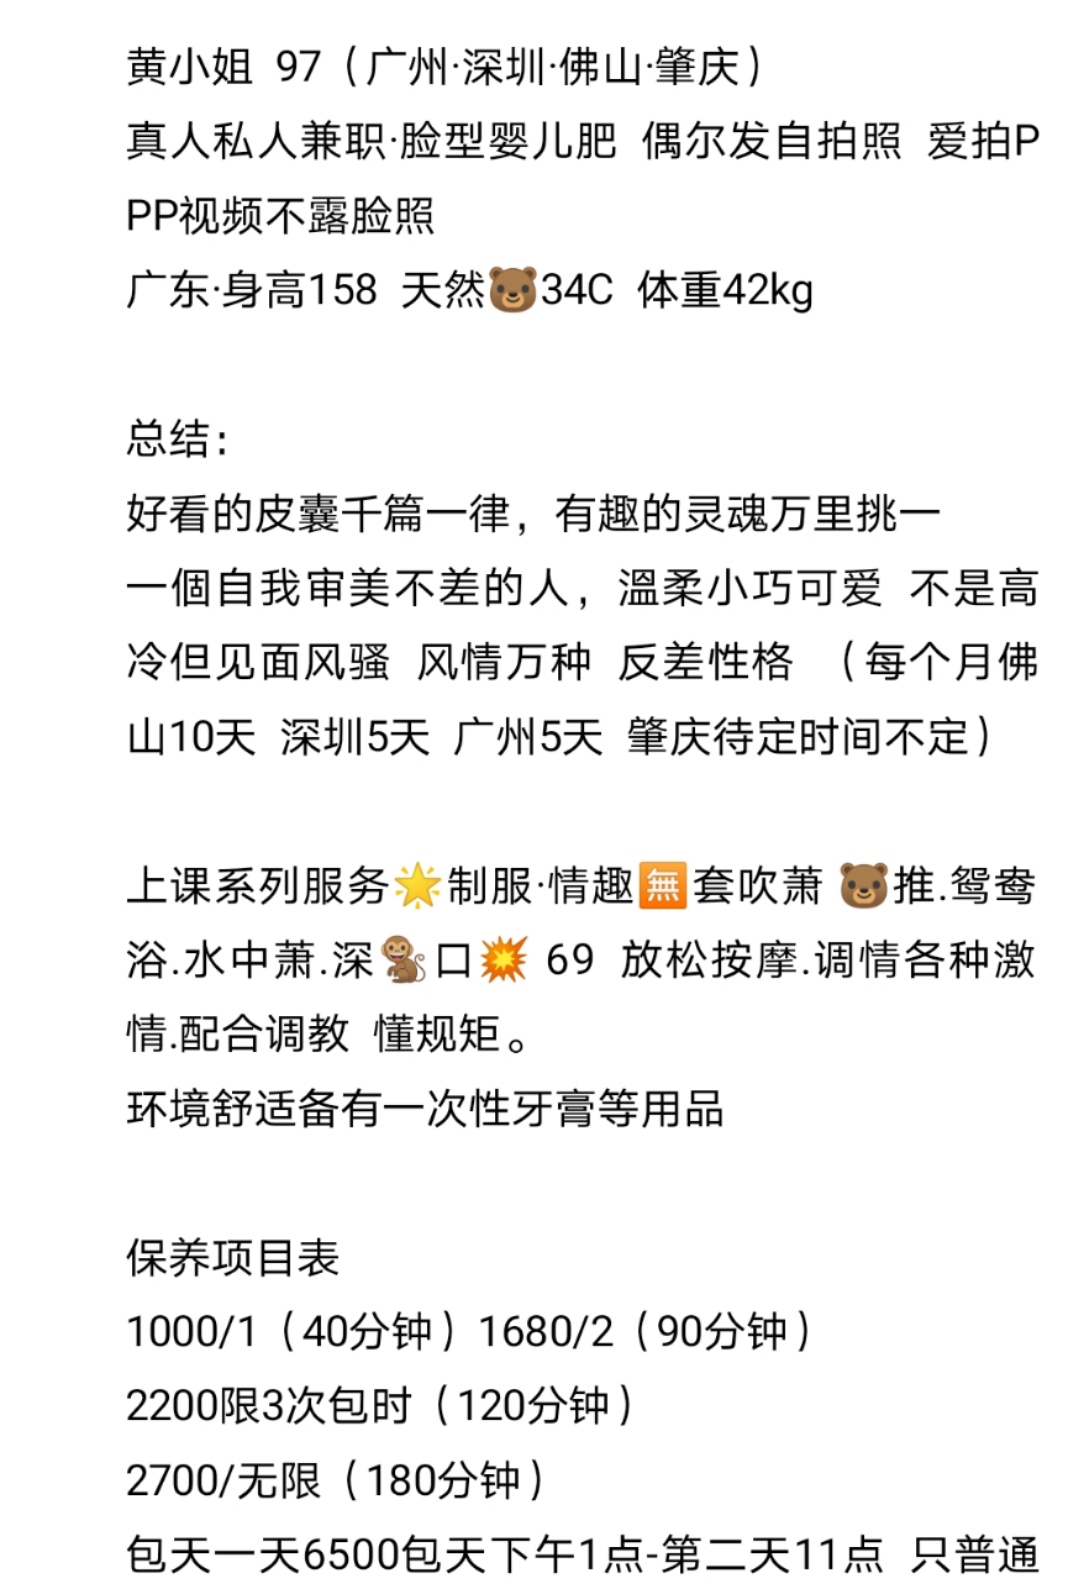 黄小姐 97（广州·深圳·佛山·肇庆）
真人私人兼职·脸型婴儿肥 偶尔发自拍照 爱拍P
PP视频不露脸照
广东·身高158 天然🐻34C 体重42kg
总结：
好看的皮囊千篇一律，有趣的灵魂万里挑一
一個自我审美不差的人，溫柔小巧可爱 不是高
冷但见面风骚 风情万种 反差性格 （每个月佛
山10天 深圳5天 广州5天 肇庆待定时间不定）
上课系列服务🌟制服·情趣🈚套吹萧 🐻推.鸳鸯
浴.水中萧.深🐒口💥 69 放松按摩.调情各种激
情.配合调教 懂规矩。
环境舒适备有一次性牙膏等用品
保养项目表
1000/1（40分钟）1680/2（90分钟）
2200限3次包时（120分钟）
2700/无限（180分钟）
包天一天6500包天下午1点-第二天11点 只普通